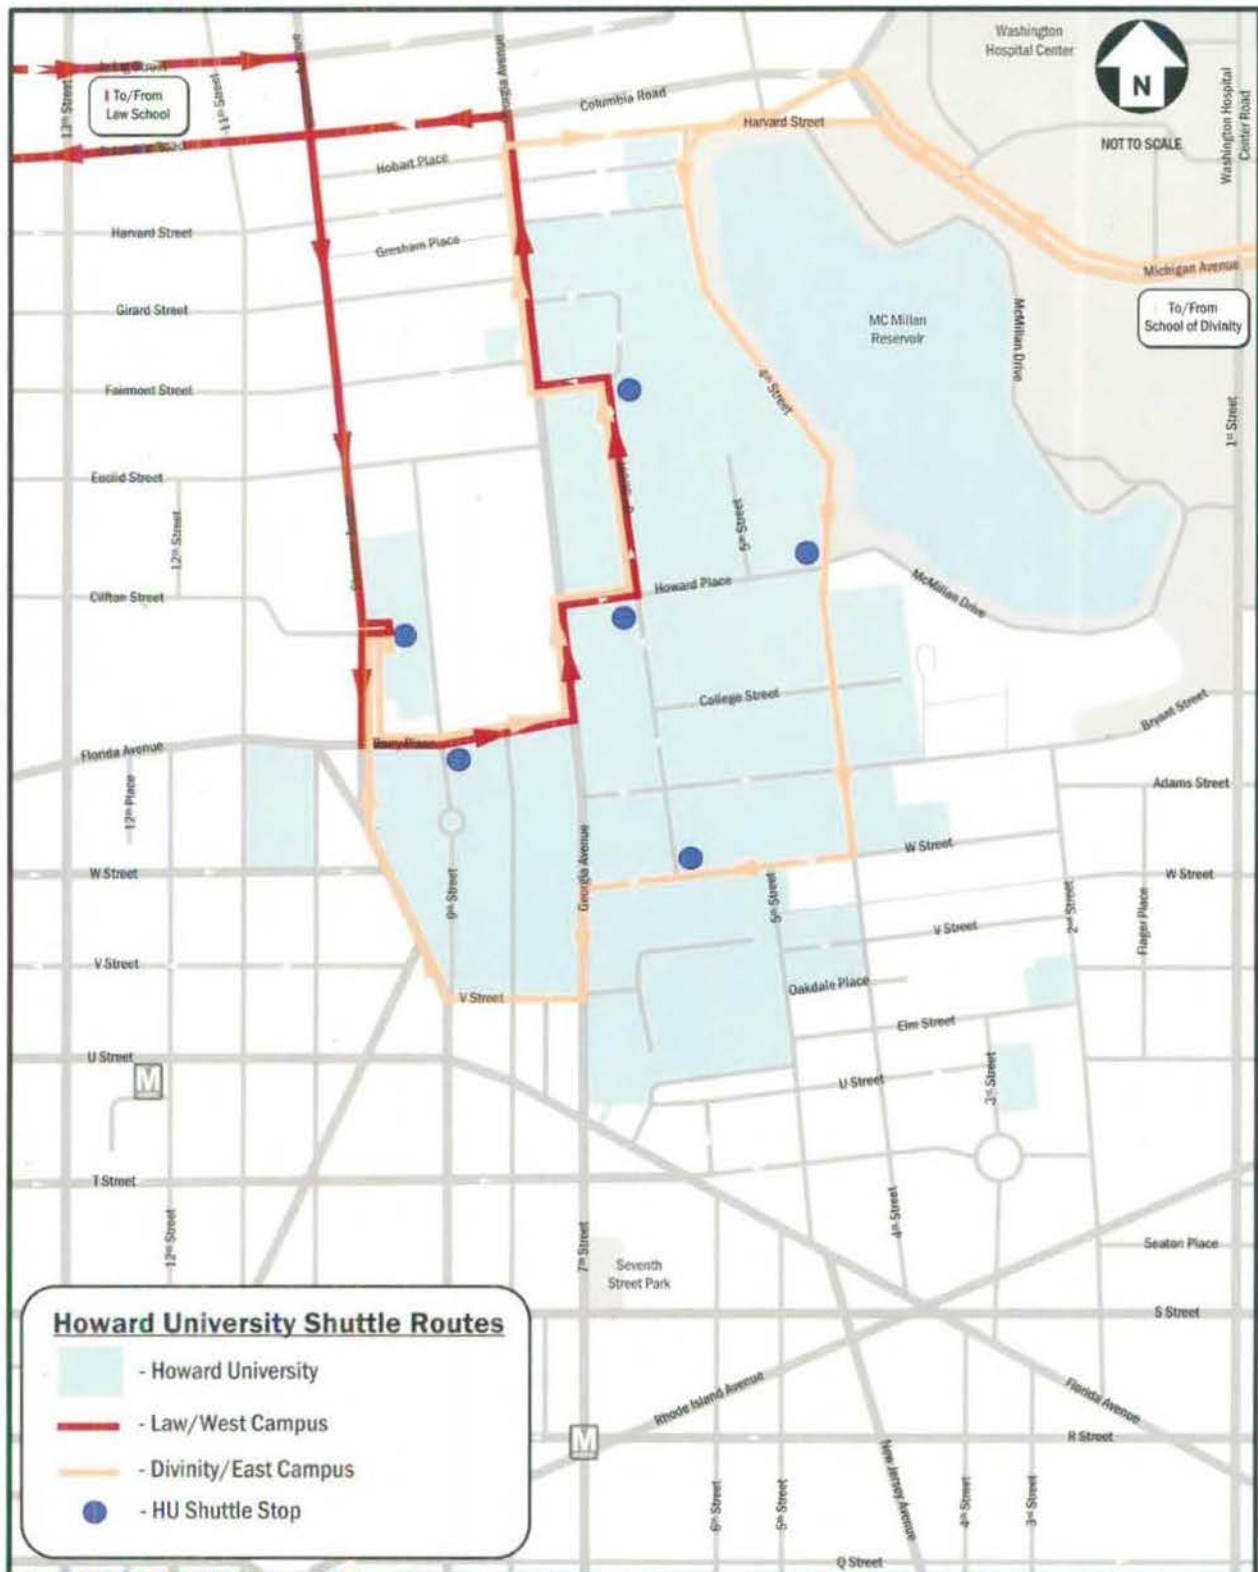 Washington
Hospital Center
N
NOT TO SCALE
Washington Hospital
Center Road
13th Street
11th Street
To/From
Law School
Avenue
Georgia Avenue
Columbia Road
Harvard Street
Hobart Place
Harvard Street
Gresham Place
Michigan Avenue
To/From
School of Divinity
Girard Street
MC Millan
Reservoir
McMillan Drive
Fairmont Street
4th Street
1st Street
Euclid Street
12th Street
5th Street
Clifton Street
Howard Place
McMillan Drive
College Street
Bryant Street
Florida Avenue
12th Place
Adams Street
W Street
9th Street
Georgia Avenue
5th Street
W Street
W Street
2nd Street
Flager Place
V Street
V Street
V Street
Oakdale Place
Elm Street
U Street
M
U Street
3rd Street
T Street
12th Street
7th Street
4th Street
Seventh
Street Park
Seaton Place
S Street
Howard University Shuttle Routes
- Howard University
- Law/West Campus
- Divinity/East Campus
- HU Shuttle Stop
Rhode Island Avenue
Florida Avenue
M
R Street
New Jersey Avenue
6th Street
5th Street
4th Street
3rd Street
Q Street